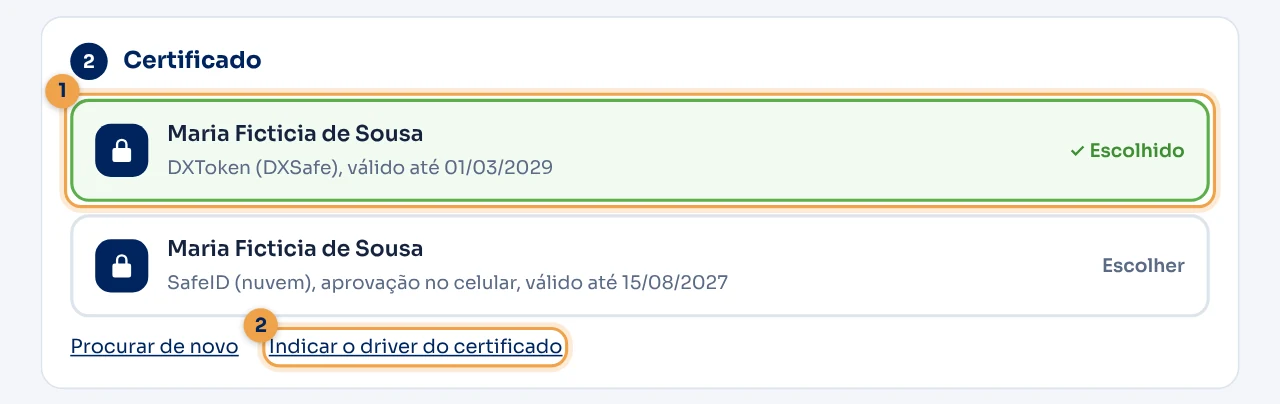 2 Certificado
1
Maria Ficticia de Sousa
DXToken (DXSafe), válido até 01/03/2029
✓ Escolhido
Maria Ficticia de Sousa
SafeID (nuvem), aprovação no celular, válido até 15/08/2027
Escolher
2
Procurar de novo Indicar o driver do certificado